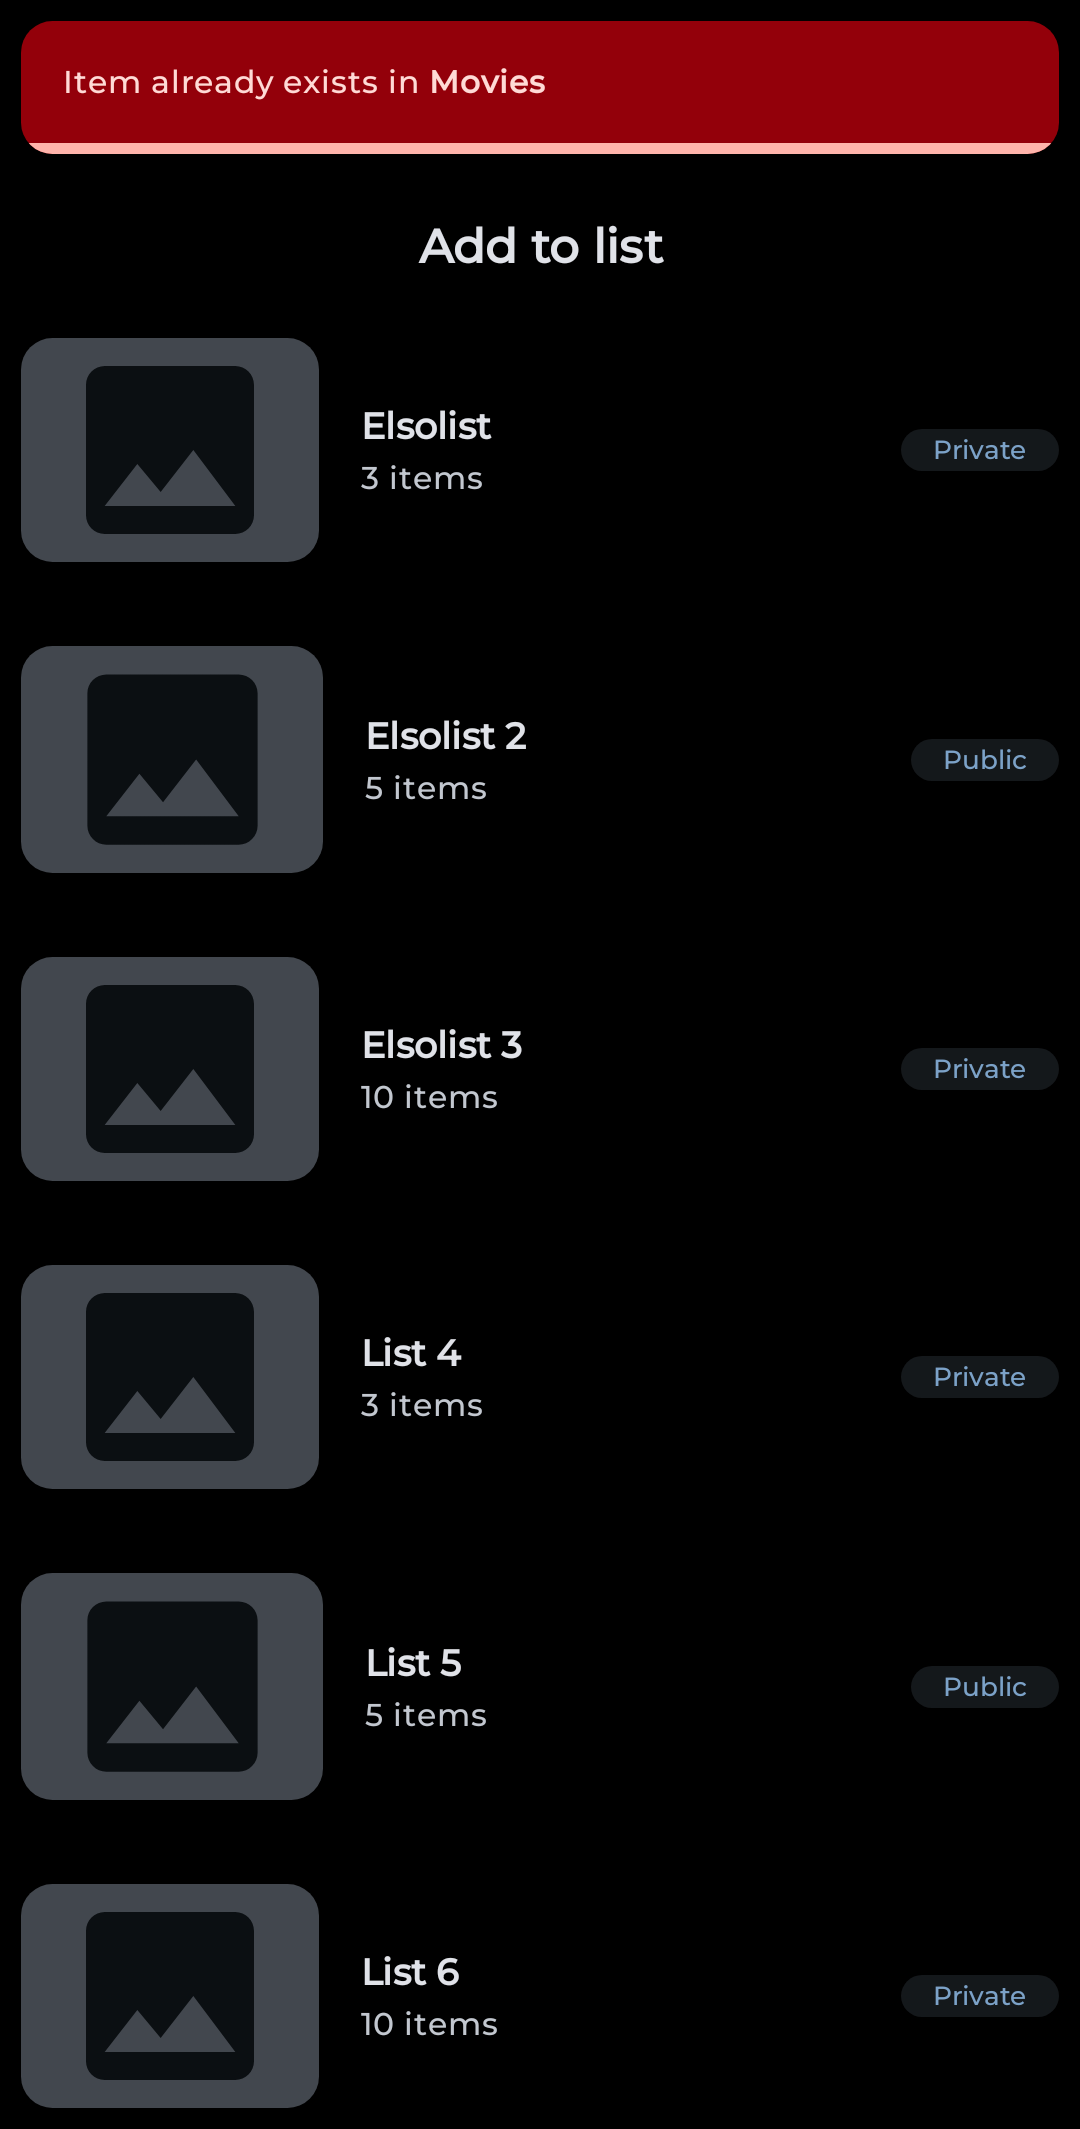 Item already exists in Movies
Add to list
Elsolist
3 items
Private
Elsolist 2
5 items
Public
Elsolist 3
10 items
Private
List 4
3 items
Private
List 5
5 items
Public
List 6
10 items
Private